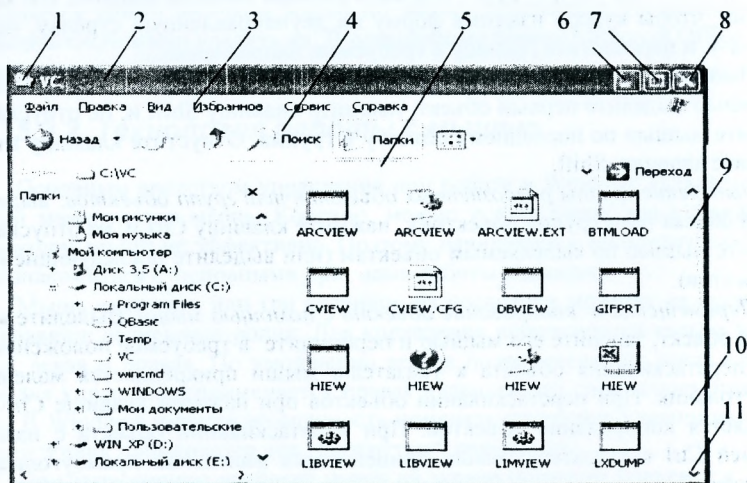 1 2 3 4 5 6 7 8
VC
Файл Правка Вид Избранное Сервис Справка
Назад Поиск Папки
C:\VC Переход
Папки
9
Мои рисунки
Моя музыка
Мой компьютер
Диск 3,5 (A:)
Локальный диск (C:)
Program Files
QBasic
Temp
VC
wincmd
WINDOWS
Мои документы
Пользовательские
WIN_XP (D:)
Локальный диск (E:)
ARCVIEW ARCVIEW ARCVIEW.EXT BTMLOAD
CVIEW CVIEW.CFG DBVIEW GIFPRT
10
HIEW HIEW HIEW HIEW
11
LIBVIEW LIBVIEW LIMVIEW LXDUMP